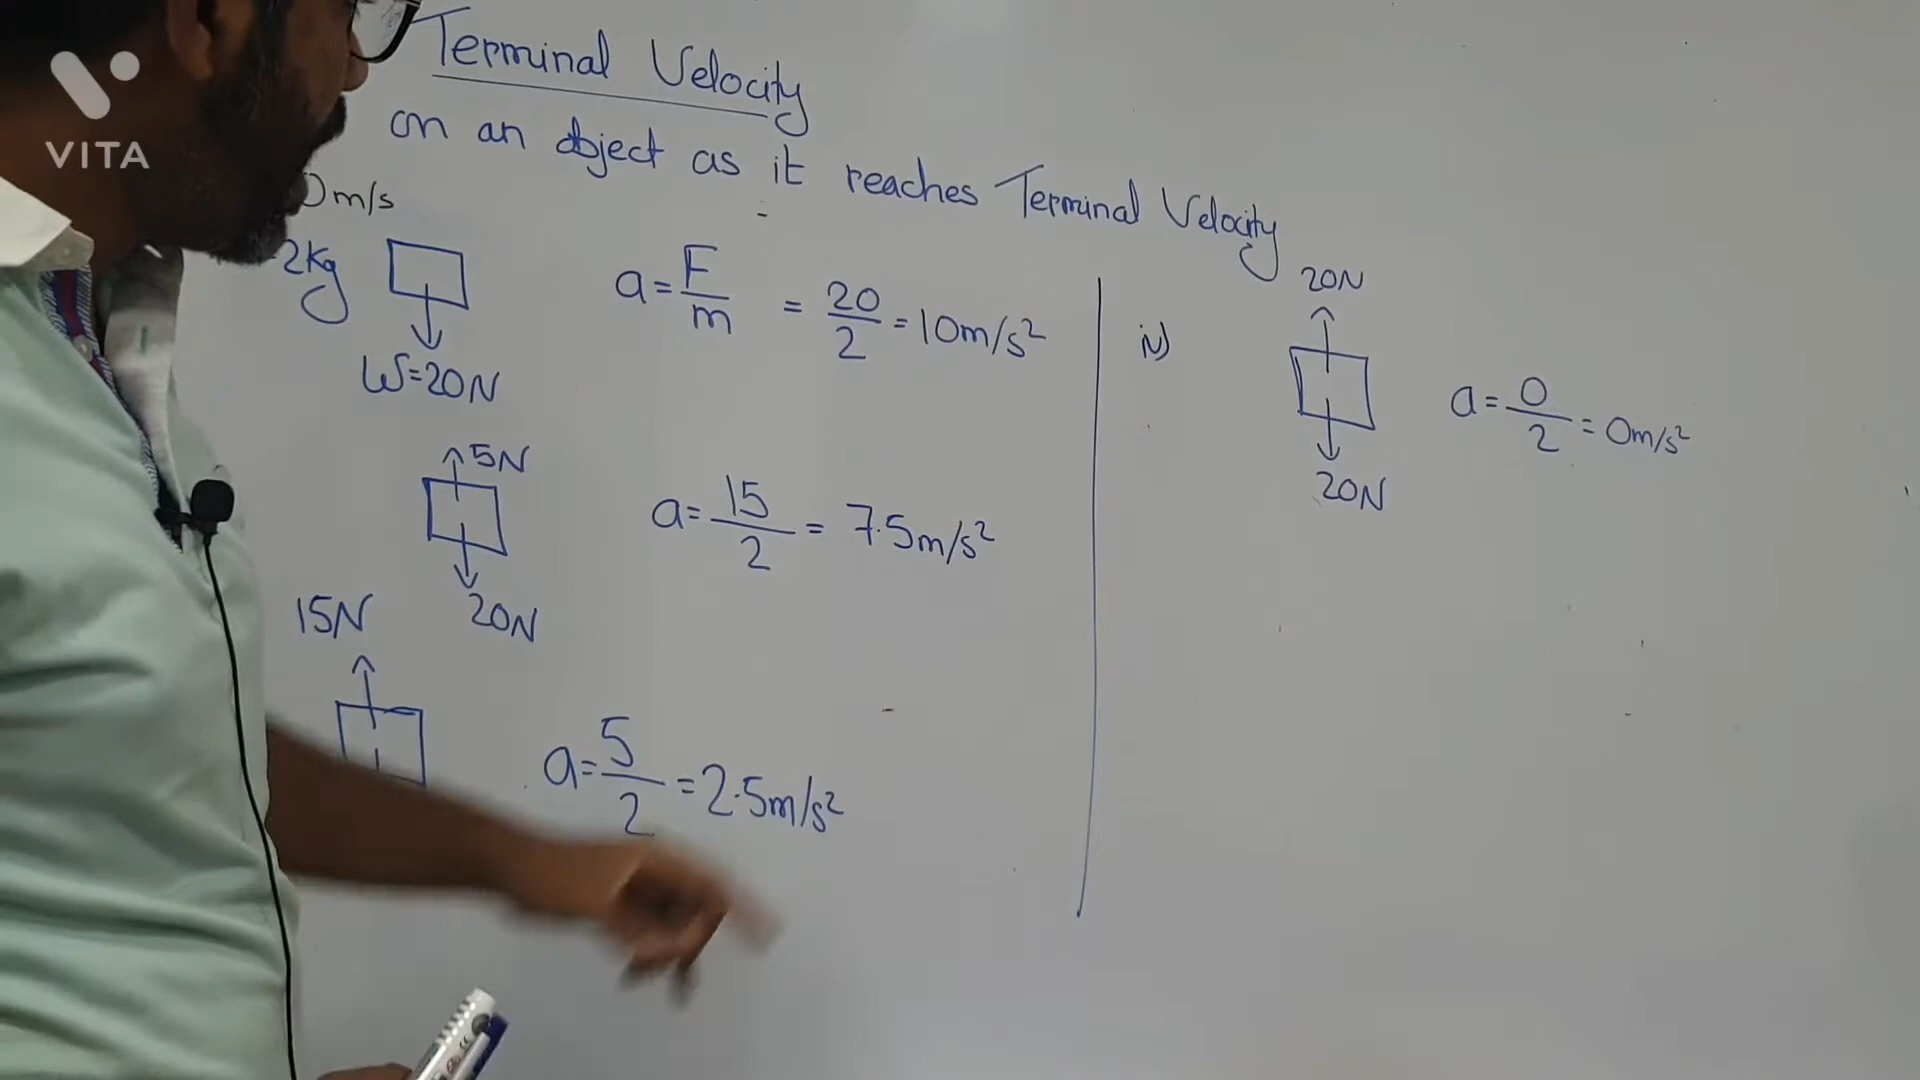 VITA
Terminal Velocity
on an object as it reaches Terminal Velocity
0m/s
2Kg
W=20N
a = F/m = 20/2 = 10m/s²
5N
20N
a = 15/2 = 7.5m/s²
15N
a = 5/2 = 2.5m/s²
iv)
20N
20N
a = 0/2 = 0m/s²